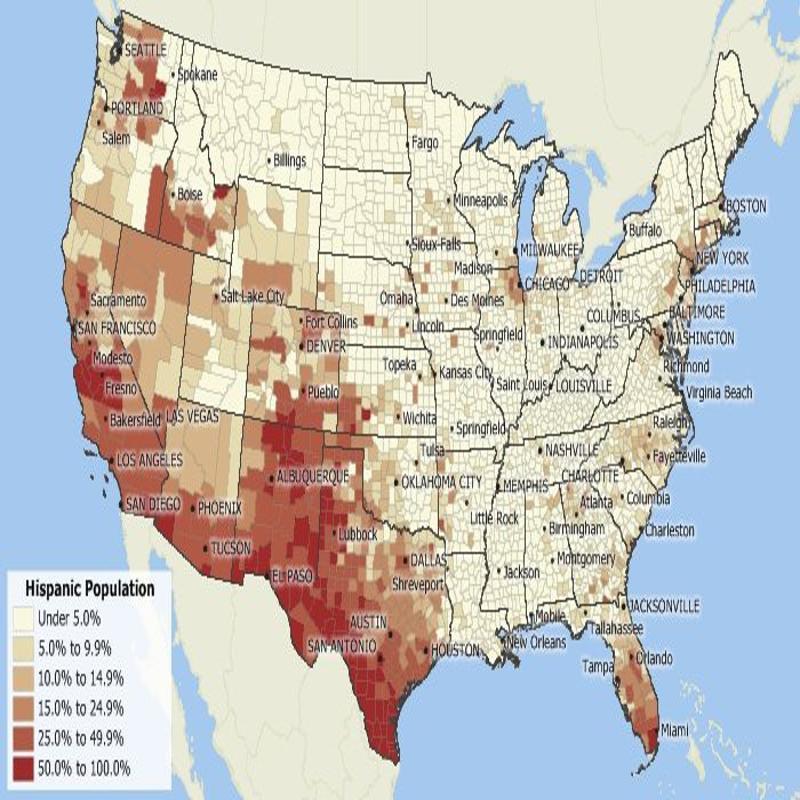 SEATTLE
Spokane
PORTLAND
Salem
Fargo
Billings
Boise
Minneapolis
BOSTON
Buffalo
Sioux Falls
MILWAUKEE
Madison
NEW YORK
DETROIT
CHICAGO
PHILADELPHIA
Salt Lake City
Sacramento
Omaha
Des Moines
COLUMBUS
BALTIMORE
Fort Collins
SAN FRANCISCO
Lincoln
Springfield
INDIANAPOLIS
WASHINGTON
DENVER
Modesto
Topeka
Kansas City
Richmond
Fresno
Pueblo
Saint Louis
LOUISVILLE
Virginia Beach
Bakersfield
LAS VEGAS
Wichita
Springfield
Raleigh
Tulsa
NASHVILLE
Fayetteville
LOS ANGELES
ALBUQUERQUE
CHARLOTTE
OKLAHOMA CITY
MEMPHIS
SAN DIEGO
PHOENIX
Atlanta
Columbia
Little Rock
Birmingham
Charleston
Lubbock
TUCSON
DALLAS
Montgomery
EL PASO
Shreveport
Jackson
JACKSONVILLE
AUSTIN
Mobile
Tallahassee
SAN ANTONIO
HOUSTON
New Orleans
Orlando
Tampa
Miami
Hispanic Population
Under 5.0%
5.0% to 9.9%
10.0% to 14.9%
15.0% to 24.9%
25.0% to 49.9%
50.0% to 100.0%